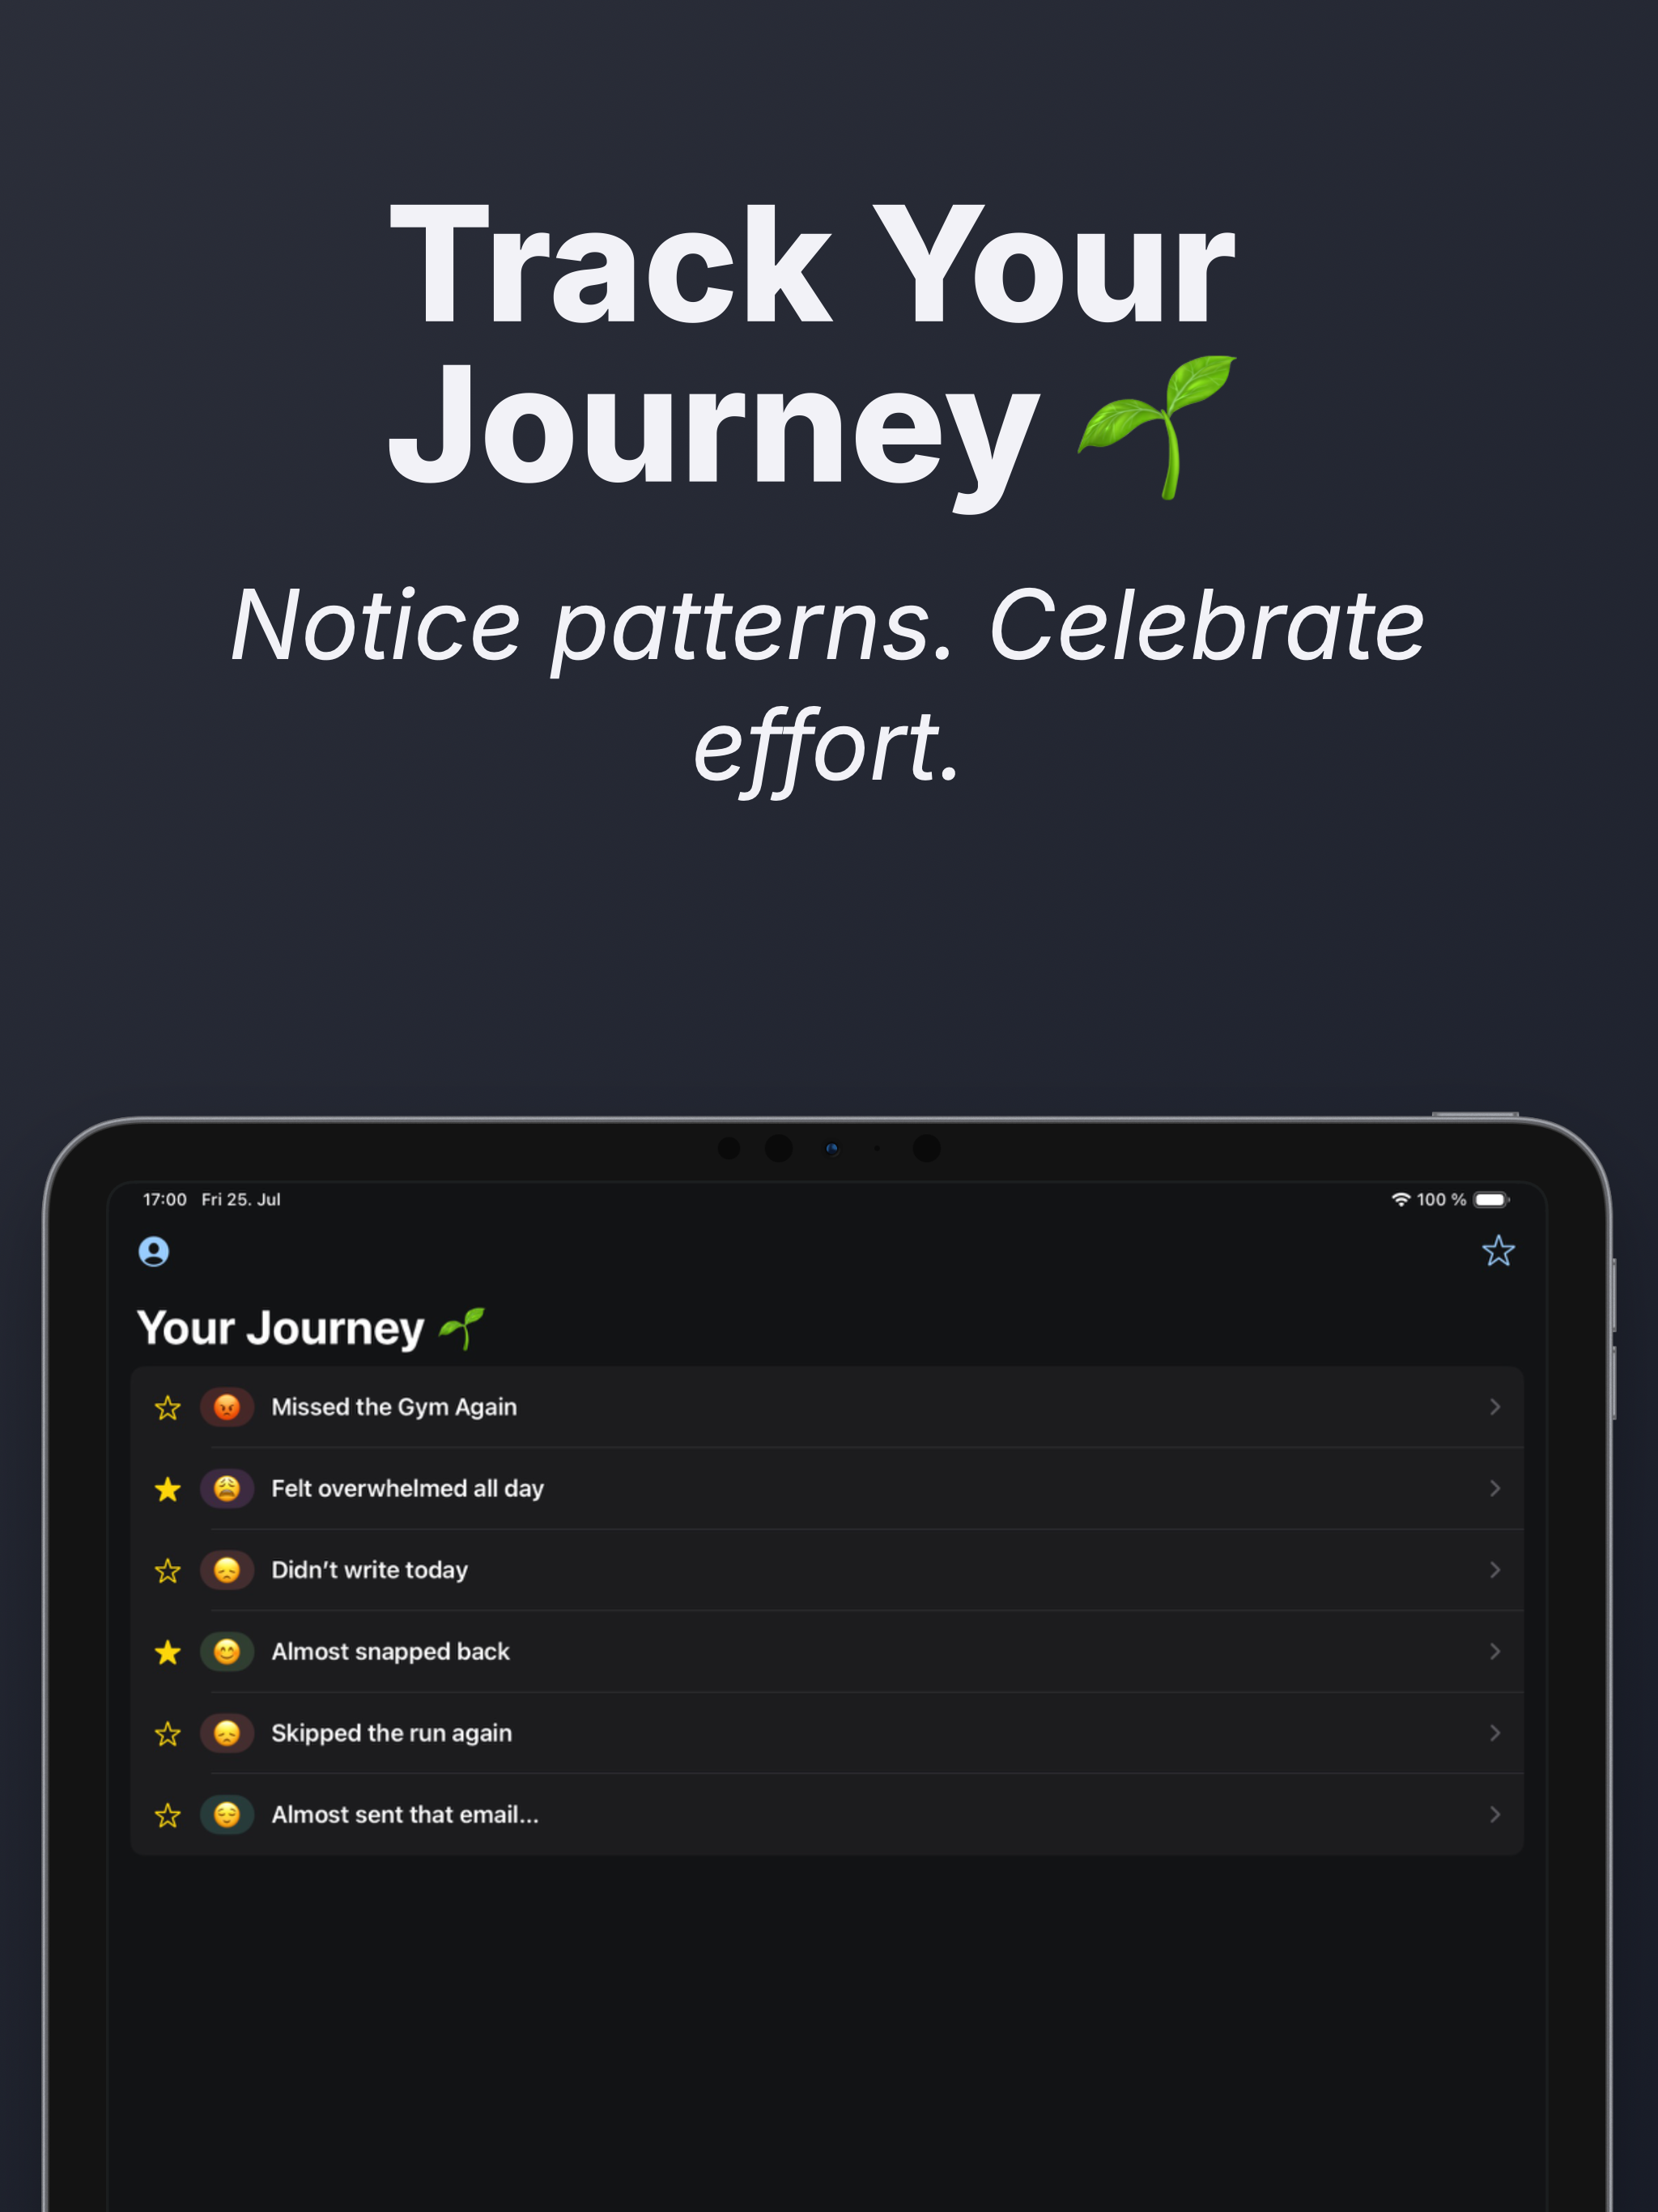 Track Your
Journey 🌱
Notice patterns. Celebrate
effort.
17:00 Fri 25. Jul 100 %
Your Journey 🌱
Missed the Gym Again
Felt overwhelmed all day
Didn’t write today
Almost snapped back
Skipped the run again
Almost sent that email...